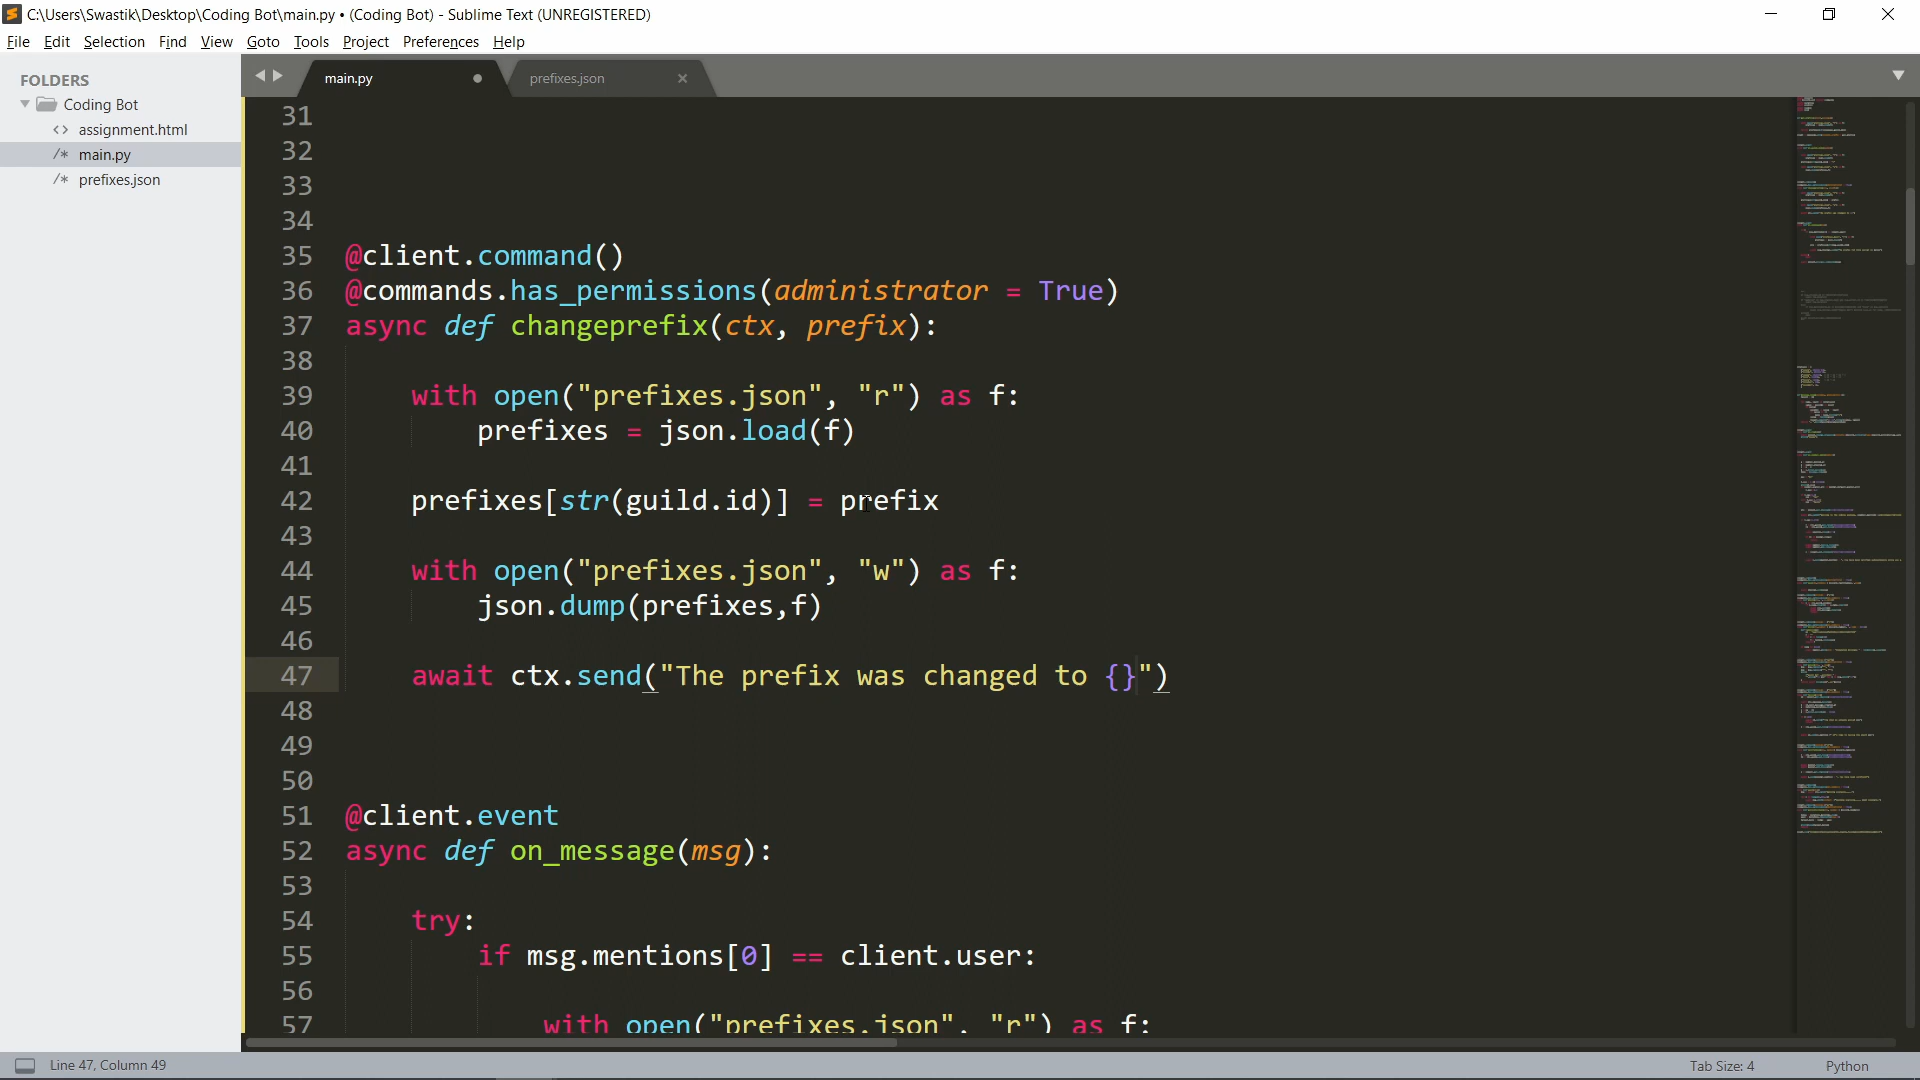 C:\Users\Swastik\Desktop\Coding Bot\main.py • (Coding Bot) - Sublime Text (UNREGISTERED)
File Edit Selection Find View Goto Tools Project Preferences Help
FOLDERS
Coding Bot
<> assignment.html
/* main.py
/* prefixes.json
main.py
prefixes.json
31
32
33
34
35 @client.command()
36 @commands.has_permissions(administrator = True)
37 async def changeprefix(ctx, prefix):
38
39 with open("prefixes.json", "r") as f:
40 prefixes = json.load(f)
41
42 prefixes[str(guild.id)] = prefix
43
44 with open("prefixes.json", "w") as f:
45 json.dump(prefixes,f)
46
47 await ctx.send("The prefix was changed to {}")
48
49
50
51 @client.event
52 async def on_message(msg):
53
54 try:
55 if msg.mentions[0] == client.user:
56
57 with open("prefixes.json", "r") as f:
Line 47, Column 49
Tab Size: 4
Python